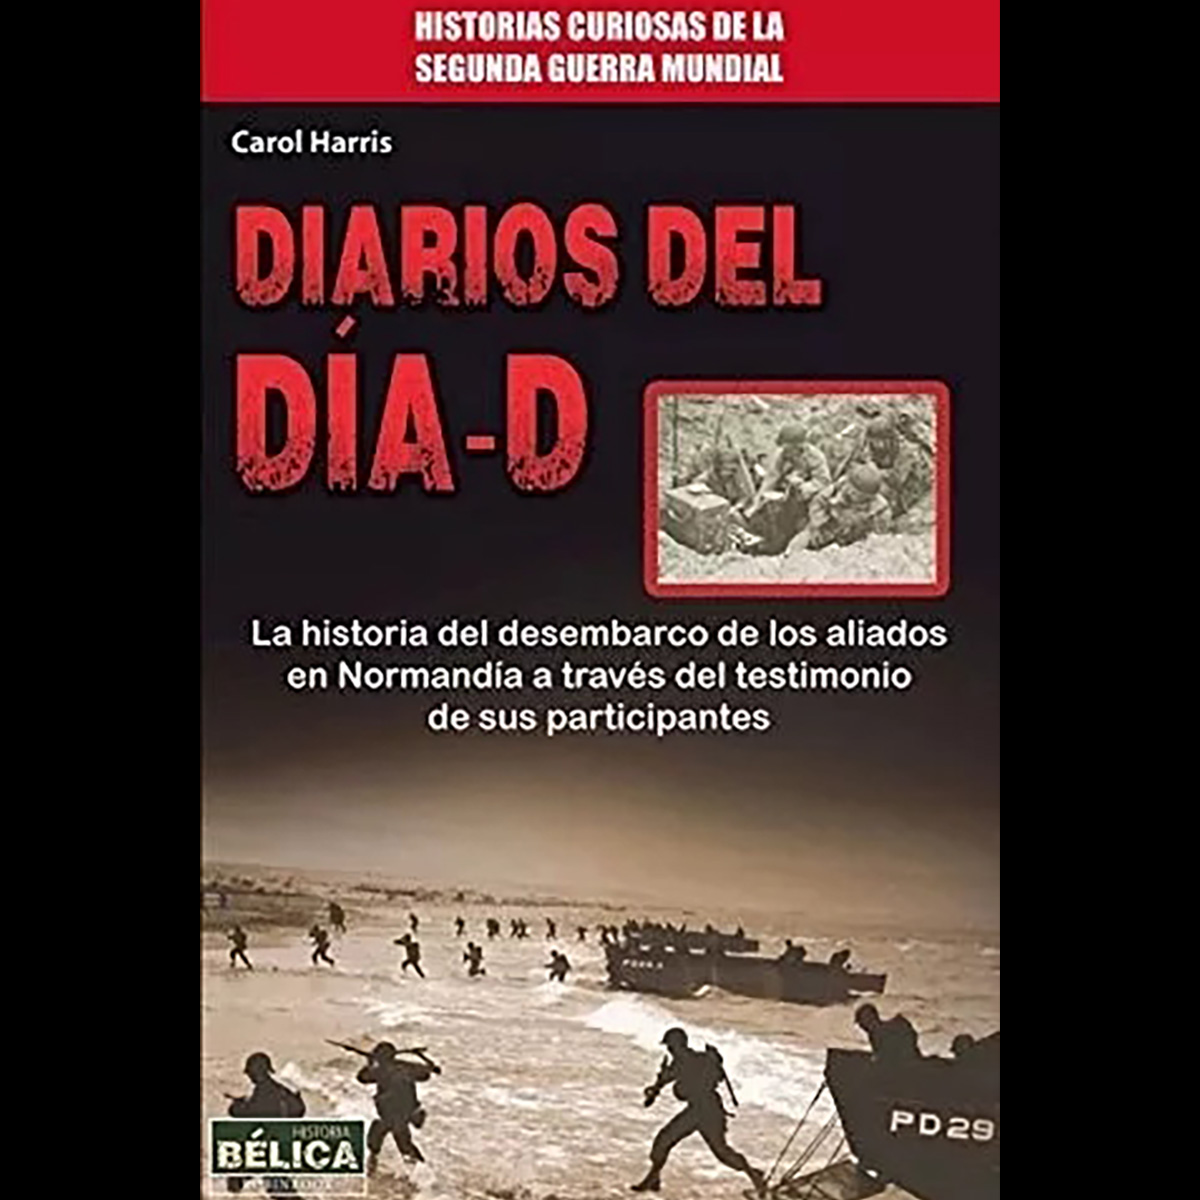 HISTORIAS CURIOSAS DE LA
SEGUNDA GUERRA MUNDIAL
Carol Harris
DIARIOS DEL
DÍA-D
La historia del desembarco de los aliados
en Normandía a través del testimonio
de sus participantes
PD29
HISTORIA
BÉLICA